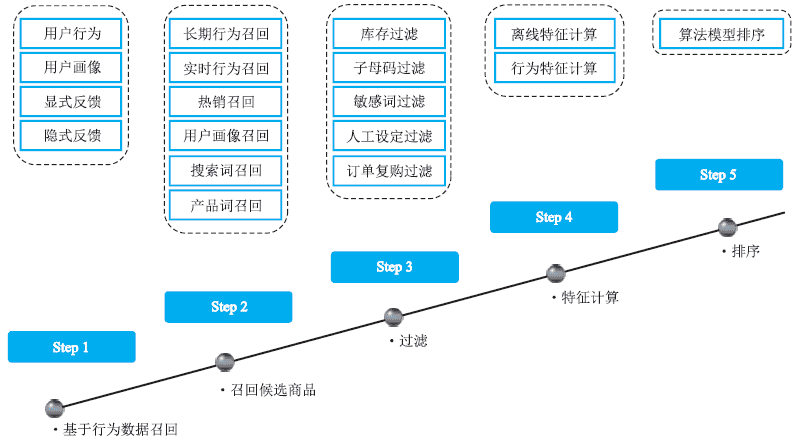 用户行为
用户画像
显式反馈
隐式反馈
长期行为召回
实时行为召回
热销召回
用户画像召回
搜索词召回
产品词召回
库存过滤
子母码过滤
敏感词过滤
人工设定过滤
订单复购过滤
离线特征计算
行为特征计算
算法模型排序
Step 1
·基于行为数据召回
Step 2
·召回候选商品
Step 3
·过滤
Step 4
·特征计算
Step 5
·排序